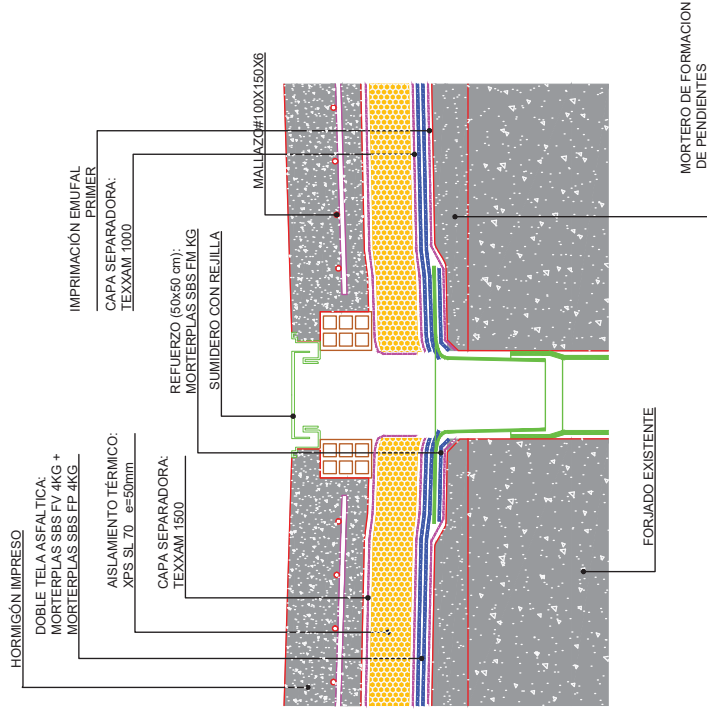 HORMIGÓN IMPRESO
DOBLE TELA ASFALTICA:
MORTERPLAS SBS FV 4KG +
MORTERPLAS SBS FP 4KG
AISLAMIENTO TERMICO:
XPS SL 70 e=50mm
CAPA SEPARADORA:
TEXXAM 1500
REFUERZO (50x50 cm):
MORTERPLAS SBS FM KG
SUMIDERO CON REJILLA
IMPRIMACIÓN EMUFAL
PRIMER
CAPA SEPARADORA:
TEXXAM 1000
MALLAZO#100X150X6
FORJADO EXISTENTE
MORTERO DE FORMACION
DE PENDIENTES